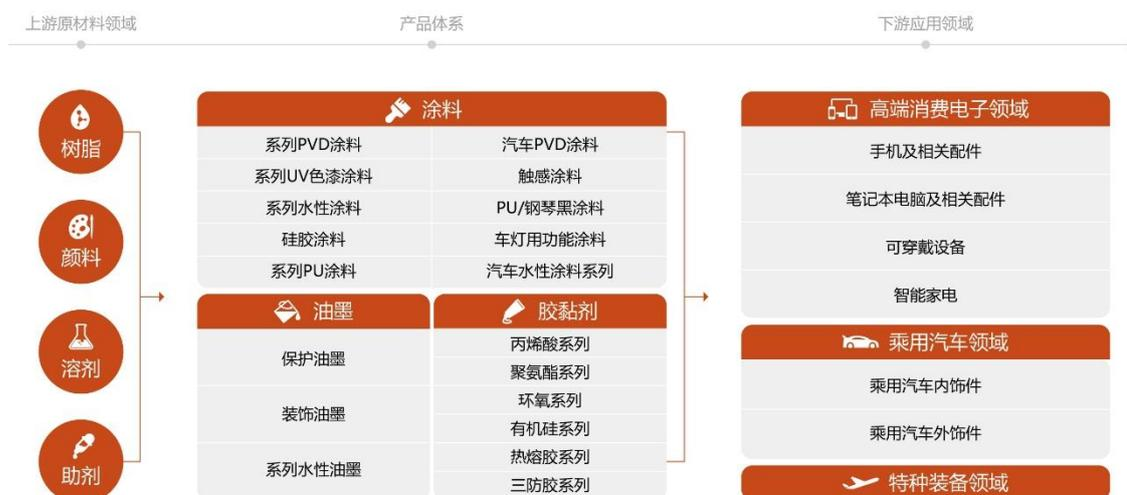 上游原材料领域
产品体系
下游应用领域
树脂
颜料
溶剂
助剂
涂料
系列PVD涂料
汽车PVD涂料
系列UV色漆涂料
触感涂料
系列水性涂料
PU/钢琴黑涂料
硅胶涂料
车灯用功能涂料
系列PU涂料
汽车水性涂料系列
油墨
保护油墨
装饰油墨
系列水性油墨
胶黏剂
丙烯酸系列
聚氨酯系列
环氧系列
有机硅系列
热熔胶系列
三防胶系列
高端消费电子领域
手机及相关配件
笔记本电脑及相关配件
可穿戴设备
智能家电
乘用汽车领域
乘用汽车内饰件
乘用汽车外饰件
特种装备领域